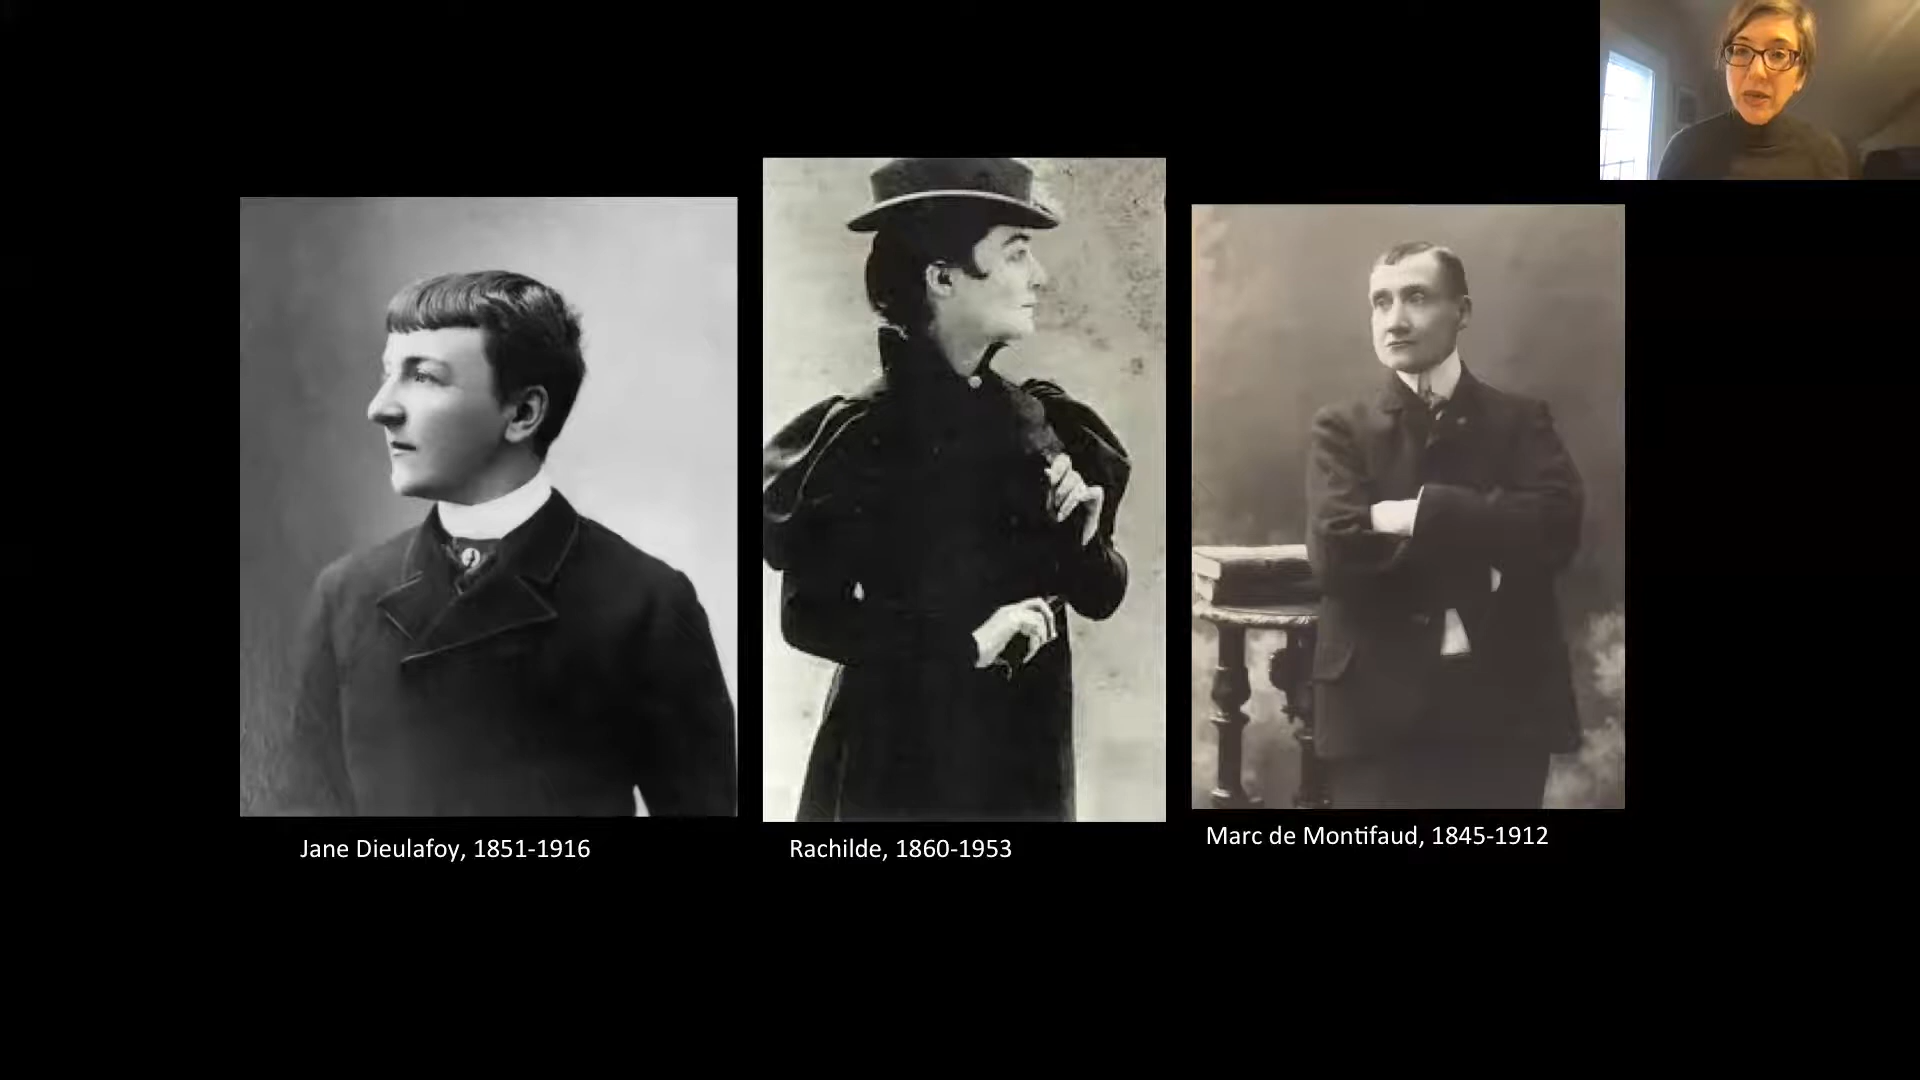 Jane Dieulafoy, 1851-1916
Rachilde, 1860-1953
Marc de Montifaud, 1845-1912